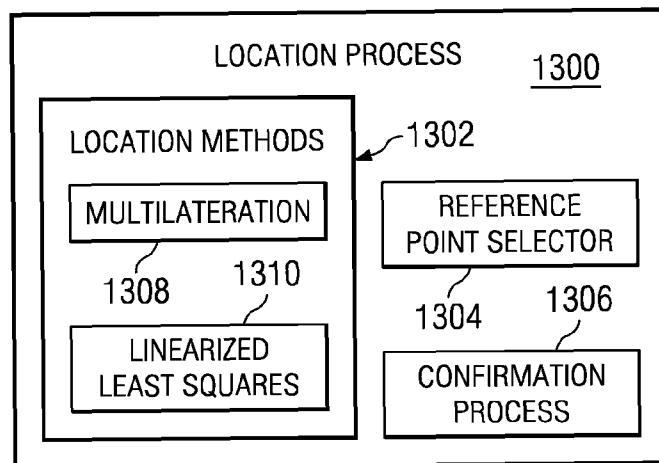 LOCATION PROCESS
1300
LOCATION METHODS
1302
MULTILATERATION
1308
1310
LINEARIZED
LEAST SQUARES
REFERENCE
POINT SELECTOR
1304
1306
CONFIRMATION
PROCESS